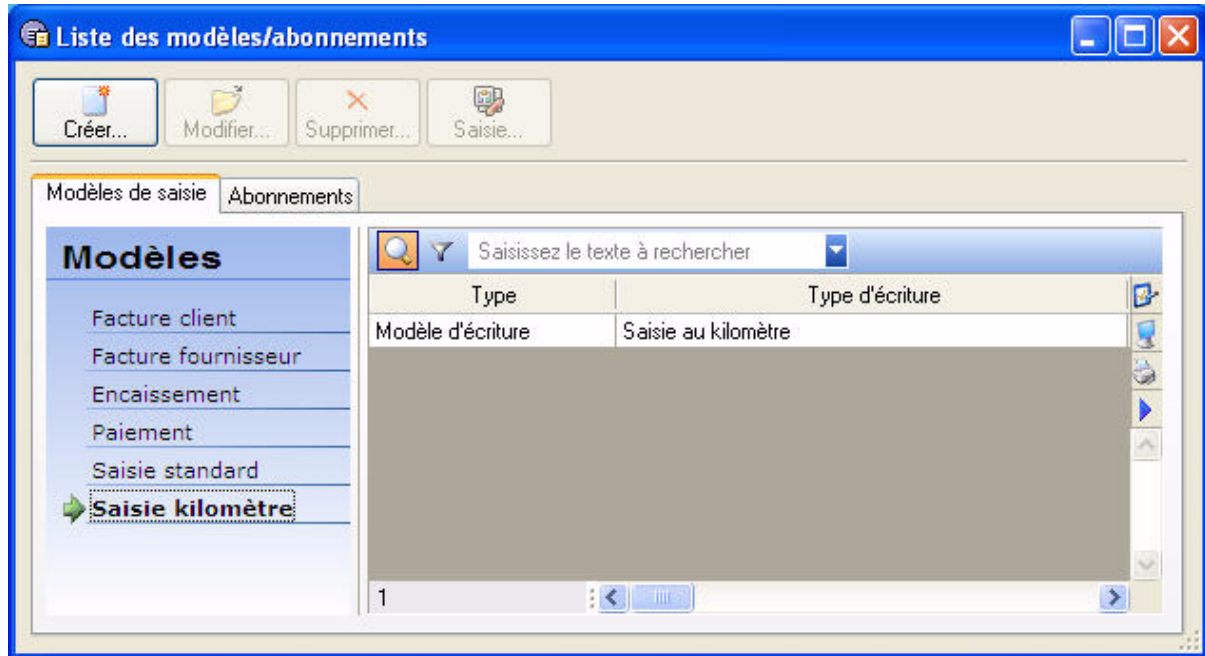 Liste des modèles/abonnements
Créer... Modifier... Supprimer... Saisie...
Modèles de saisie Abonnements
Modèles
Facture client
Facture fournisseur
Encaissement
Paiement
Saisie standard
Saisie kilomètre
Saisissez le texte à rechercher
Type Type d'écriture
Modèle d'écriture Saisie au kilomètre
1